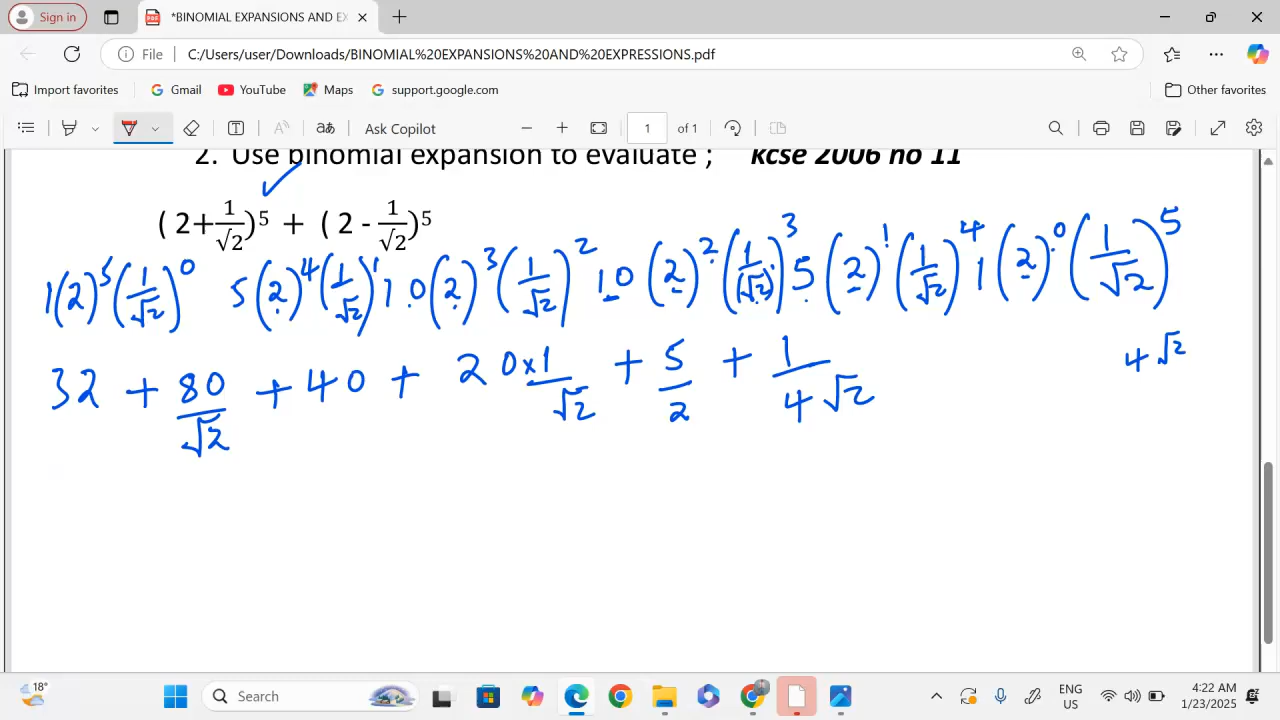 Sign in
*BINOMIAL EXPANSIONS AND EX
File C:/Users/user/Downloads/BINOMIAL%20EXPANSIONS%20AND%20EXPRESSIONS.pdf
Import favorites Gmail YouTube Maps support.google.com Other favorites
Ask Copilot 1 of 1
2. Use binomial expansion to evaluate ; kcse 2006 no 11
( 2+1/√2)^5 + ( 2 - 1/√2)^5
1(2)^5(1/√2)^0 5(2)^4(1/√2)^1 10(2)^3(1/√2)^2 10(2)^2(1/(√2))^3 5(2)^1(1/√2)^4 1(2)^0(1/√2)^5
32 + 80/√2 + 40 + 20×1/√2 + 5/2 + 1/4√2 4√2
18°
Search
ENG
US
4:22 AM
1/23/2025